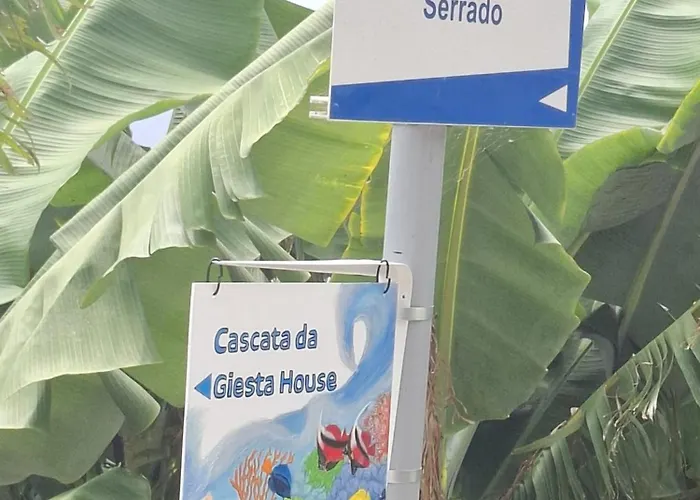 Serrado
Cascata da
Giesta House